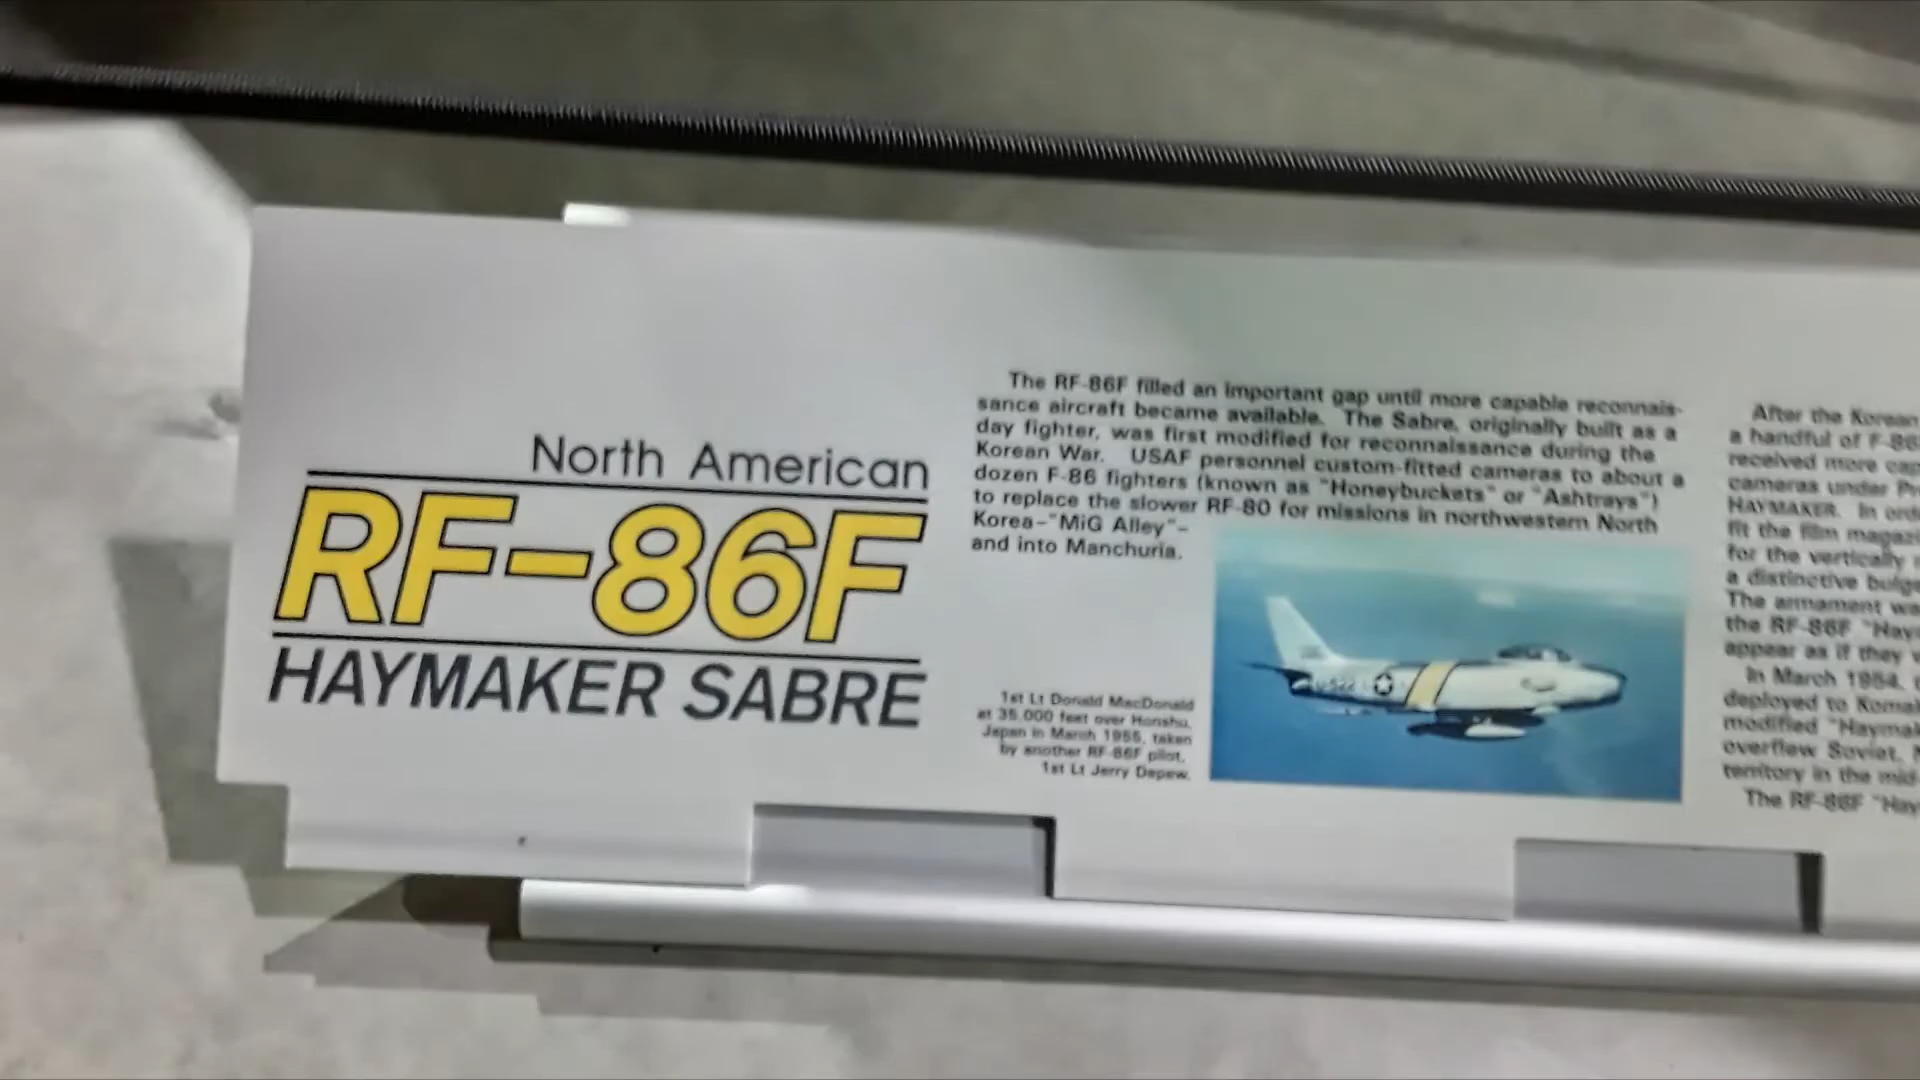 North American
RF-86F
HAYMAKER SABRE
The RF-86F filled an important gap until more capable reconnais-
sance aircraft became available. The Sabre, originally built as a
day fighter, was first modified for reconnaissance during the
Korean War. USAF personnel custom-fitted cameras to about a
dozen F-86 fighters (known as "Honeybuckets" or "Ashtrays")
to replace the slower RF-80 for missions in northwestern North
Korea-"MiG Alley"-
and into Manchuria.
1st Lt Donald MacDonald
at 35,000 feet over Honshu,
Japan in March 1955, taken
by another RF-86F pilot,
1st Lt Jerry Depew.
After the Korean
a handful of F-86
received more
cameras under
HAYMAKER. In
fit the film
for the vertically
a distinctive
The armament
the RF-86F
appear as if they
In March 1954,
deployed to
modified
overflew Soviet,
territory in the
The RF-86F